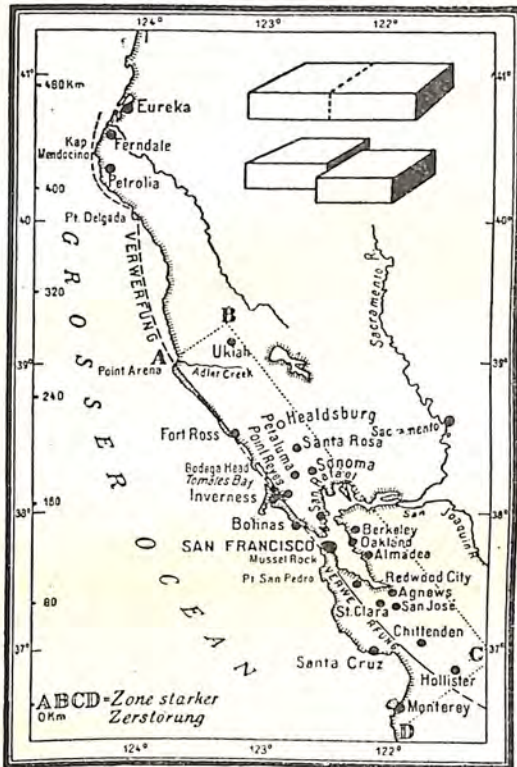 124°
123°
122°
41°
41°
480 Km
Eureka
Kap
Mendocino
Ferndale
Petrolia
400
40°
40°
Pt. Delgada
VERWERFUNG
GROSSER OCEAN
Sacramento R.
320
B
Ukiah
A
39°
39°
Point Arena
Adler Creek
240
Healdsburg
Sacramento
Fort Ross
Petaluma
Point Reyes
Santa Rosa
Bodega Head
Sonoma
Tomales Bay
Inverness
160
San
Joaquin R
38°
38°
Bolinas
Berkeley
Oakland
SAN FRANCISCO
Almadea
Mussel Rock
Redwood City
Pt San Pedro
Agnews
VERWERFUNG
80
St. Clara
San José
Chittenden
37°
37°
Santa Cruz
C
Hollister
ABCD=Zone starker
Zerstörung
0 Km
Monterey
D
124°
123°
122°